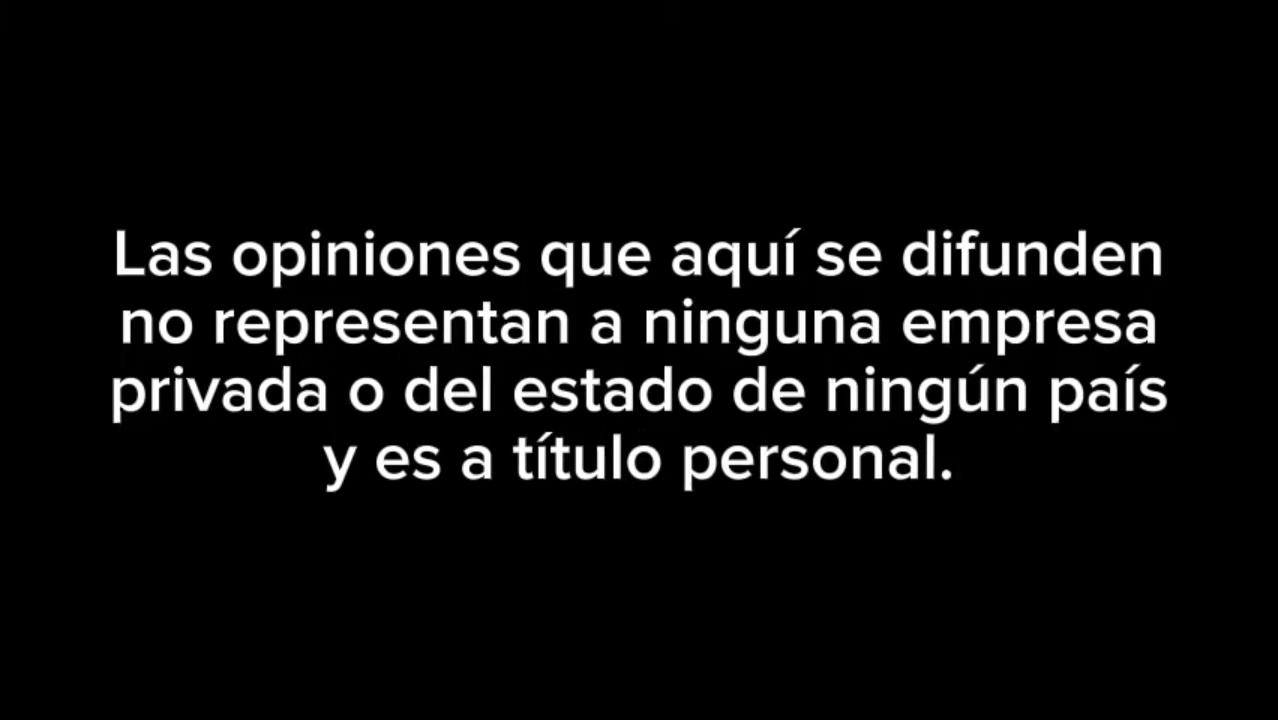 Las opiniones que aquí se difunden
no representan a ninguna empresa
privada o del estado de ningún país
y es a título personal.